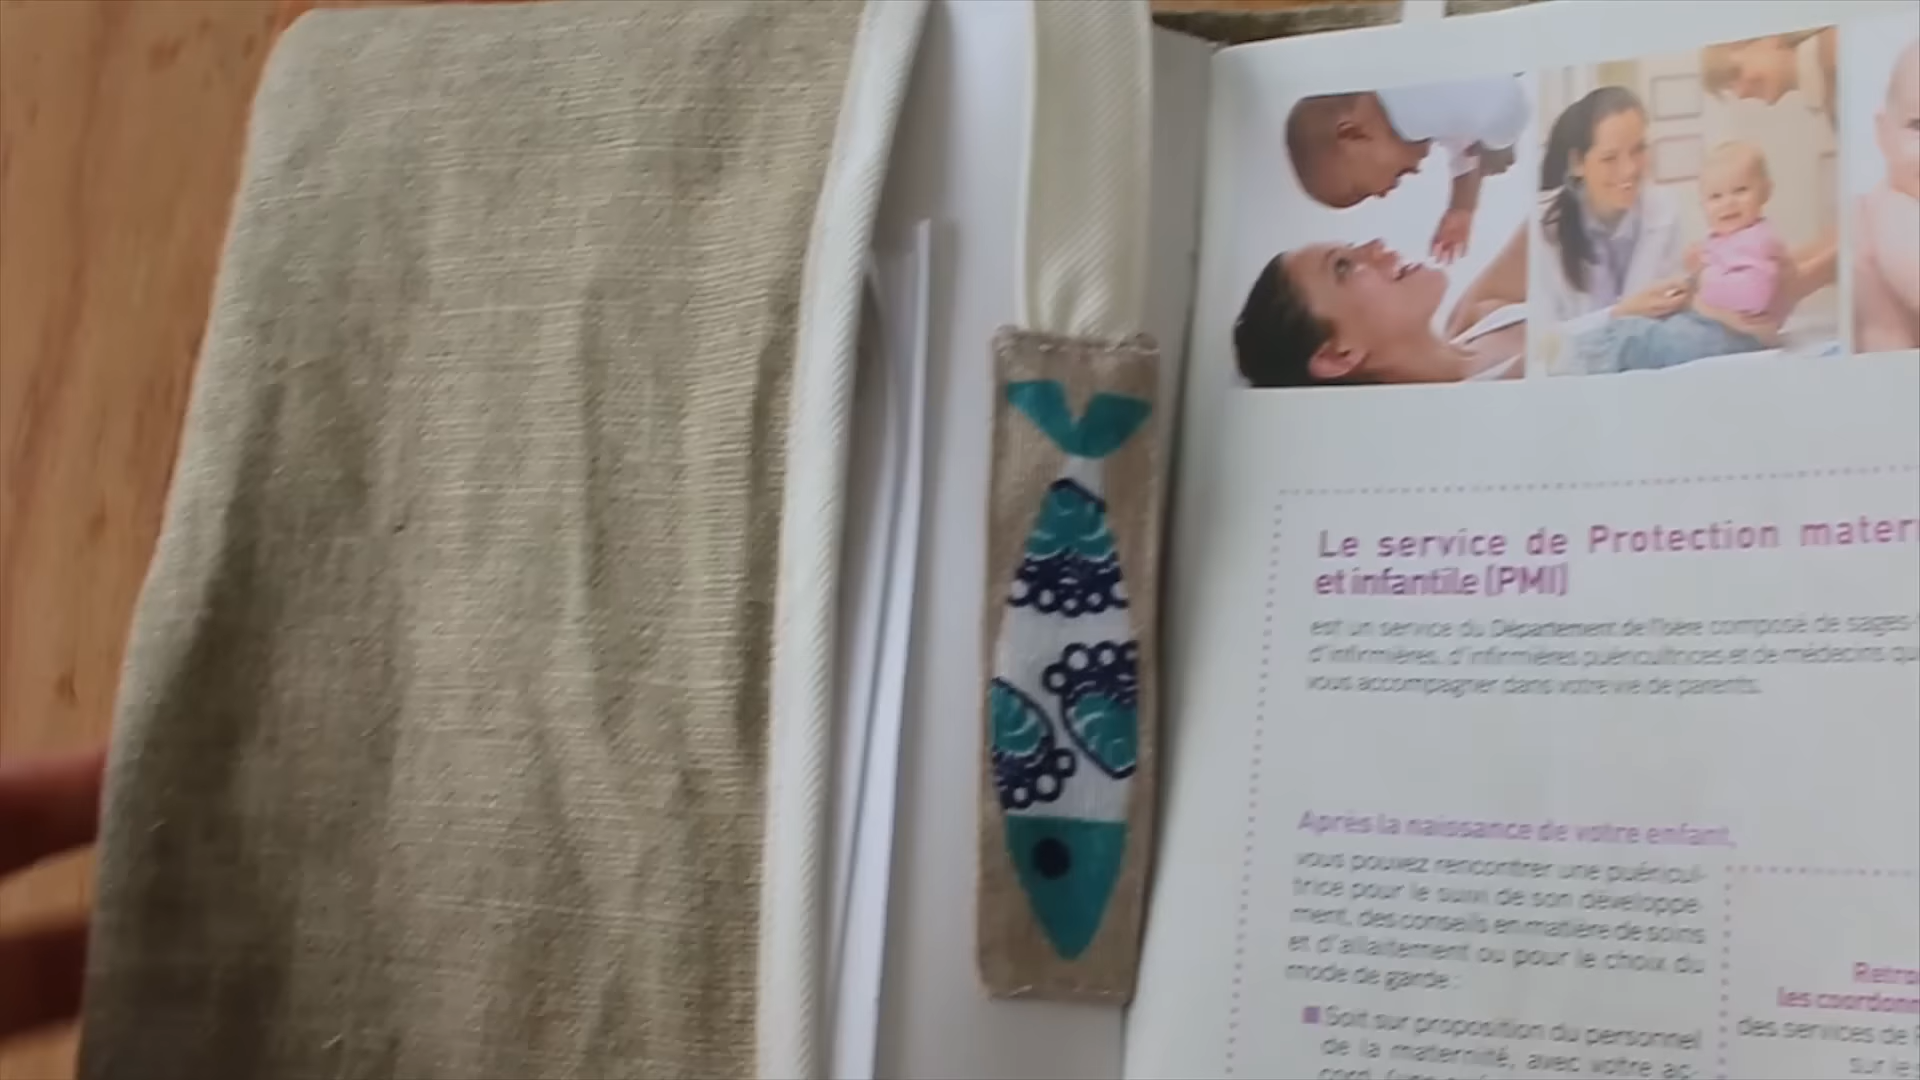 Le service de Protection mater
et infantile (PMI)
est un service du Département de l'Isère composé de sages-
d'infirmières, d'infirmières puéricultrices et de médecins qu
vous accompagner dans votre vie de parents.
Après la naissance de votre enfant,
vous pouvez rencontrer une puéricul-
trice pour le suivi de son développe-
ment, des conseils en matière de soins
et d'allaitement ou pour le choix du
mode de garde :
Soit sur proposition du personnel
de la maternité, avec votre ac-
cord,
Retro
les coordonn
des services de
sur le